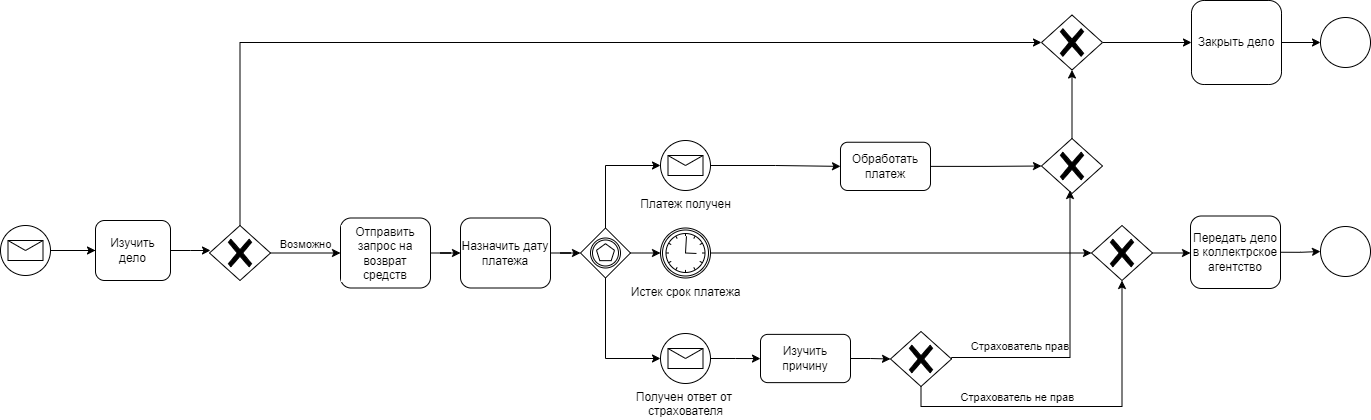 Закрыть дело
Обработать
платеж
Платеж получен
Изучить
дело
Возможно
Отправить
запрос на
возврат
средств
Назначить дату
платежа
Истек срок платежа
Передать дело
в коллектрское
агентство
Изучить
причину
Страхователь прав
Страхователь не прав
Получен ответ от
страхователя